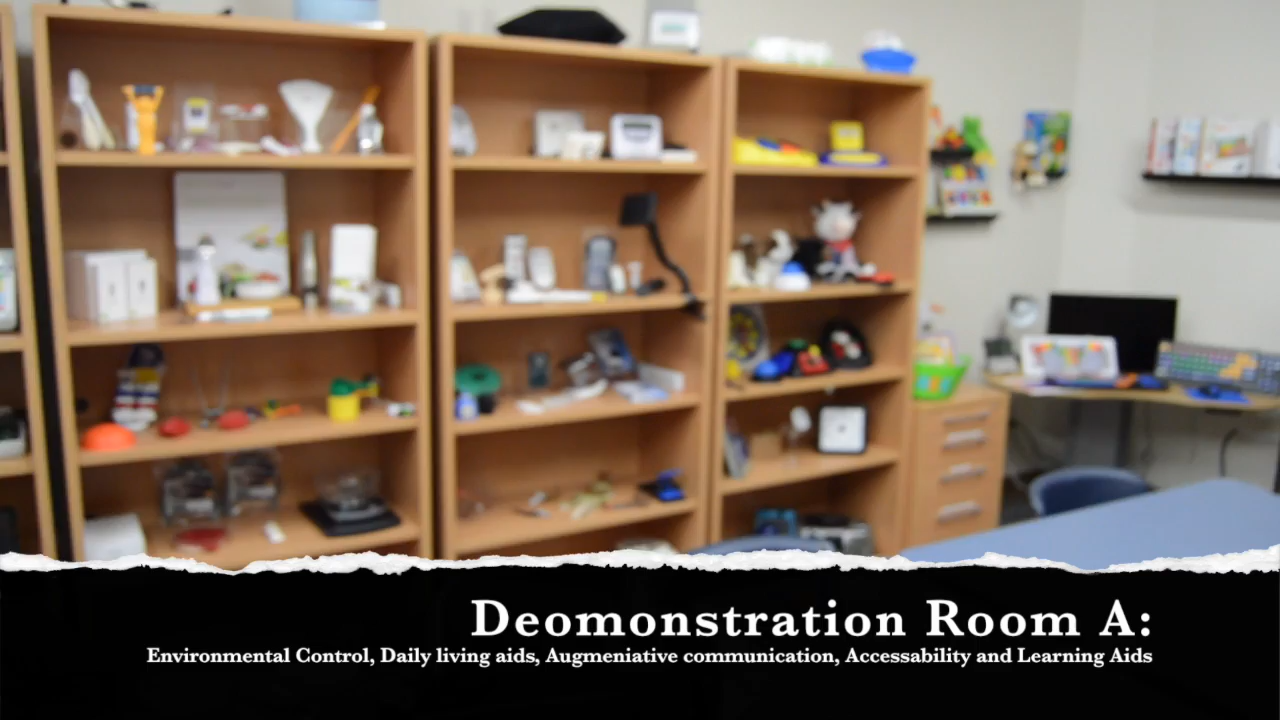 Deomonstration Room A:
Environmental Control, Daily living aids, Augmeniative communication, Accessability and Learning Aids